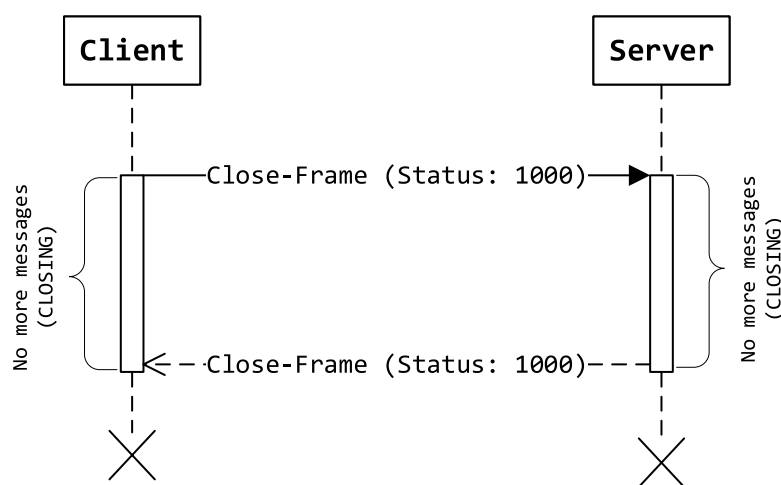 Client
Server
Close-Frame (Status: 1000)
No more messages
(CLOSING)
No more messages
(CLOSING)
Close-Frame (Status: 1000)